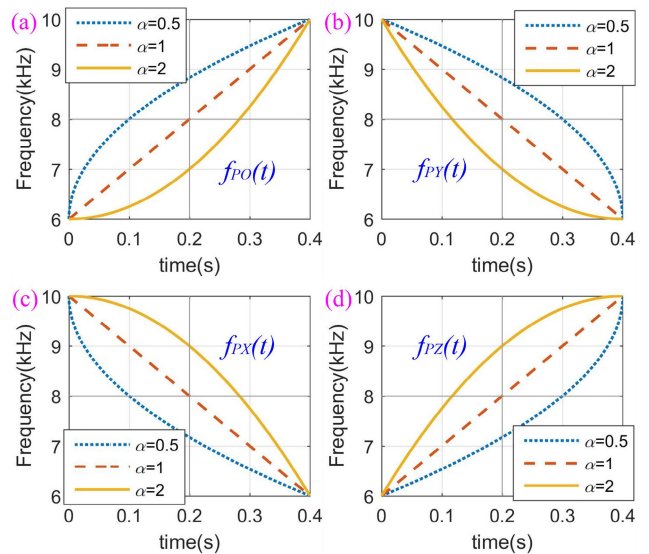 (a)
Frequency(kHz)
10
9
8
7
6
α=0.5
α=1
α=2
f_PO(t)
0 0.1 0.2 0.3 0.4
time(s)
(b)
Frequency(kHz)
10
9
8
7
6
α=0.5
α=1
α=2
f_PY(t)
0 0.1 0.2 0.3 0.4
time(s)
(c)
Frequency(kHz)
10
9
8
7
6
f_PX(t)
α=0.5
α=1
α=2
0 0.1 0.2 0.3 0.4
time(s)
(d)
Frequency(kHz)
10
9
8
7
6
f_PZ(t)
α=0.5
α=1
α=2
0 0.1 0.2 0.3 0.4
time(s)